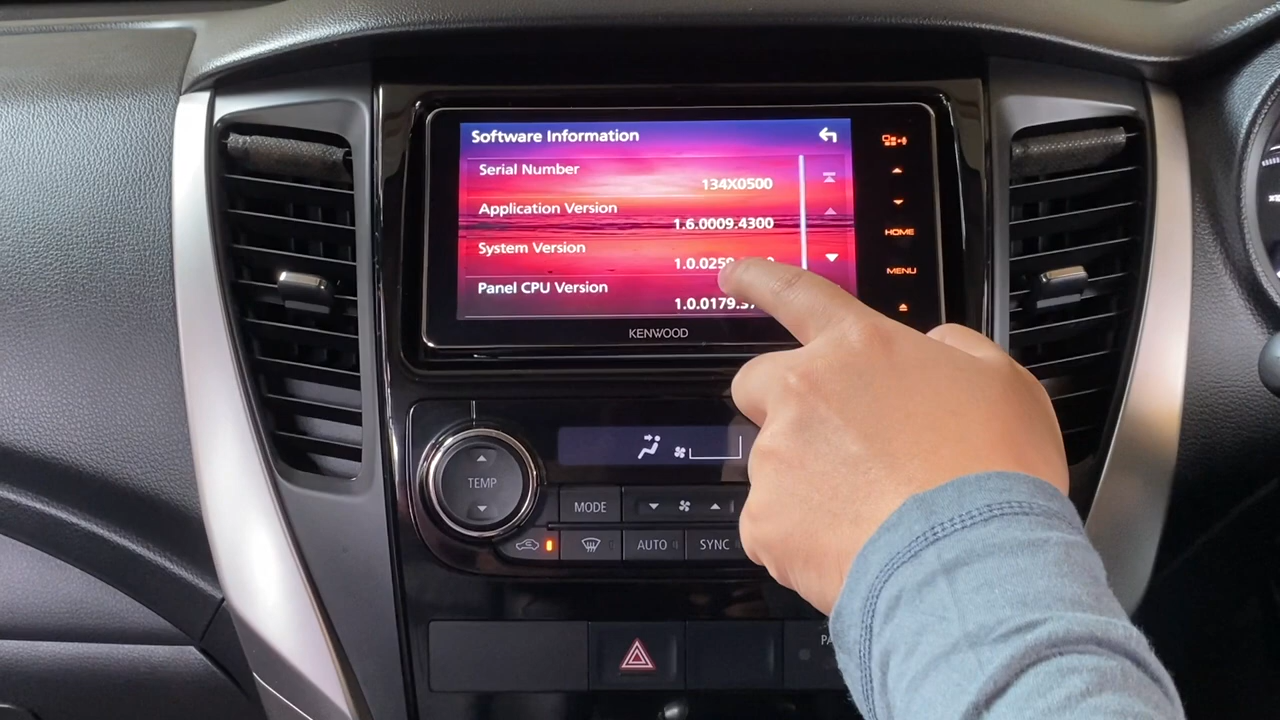 Software Information
Serial Number
134X0500
Application Version
1.6.0009.4300
System Version
Panel CPU Version
HOME
MENU
KENWOOD
TEMP
MODE
AUTO
SYNC